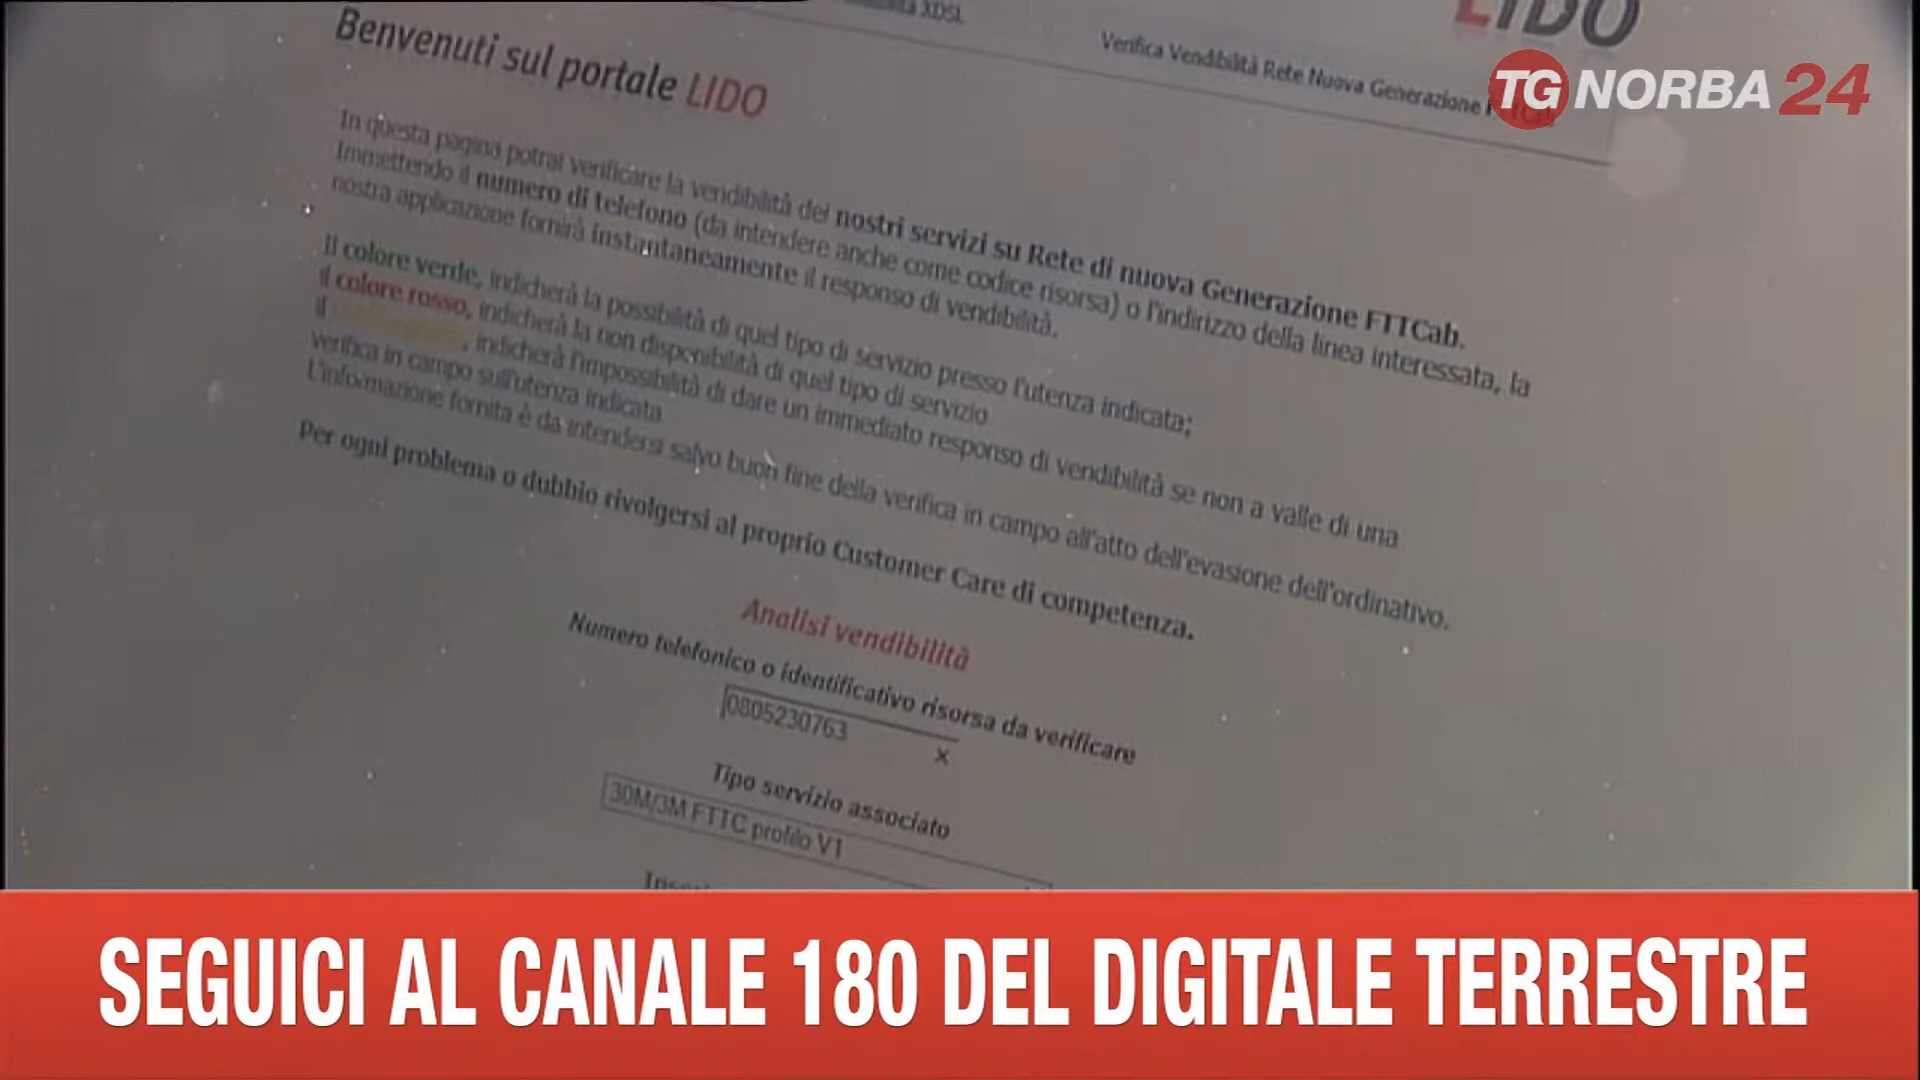 XDSL
LIDO
Verifica Vendibilità Rete Nuova Generazione
TG NORBA 24
Benvenuti sul portale LIDO
In questa pagina potrai verificare la vendibilità dei nostri servizi su Rete di nuova Generazione FTTCab.
Immettendo il numero di telefono (da intendere anche come codice risorsa) o l'indirizzo della linea interessata, la
nostra applicazione fornirà instantaneamente il responso di vendibilità.
Il colore verde, indicherà la possibilità di quel tipo di servizio presso l'utenza indicata;
il colore rosso, indicherà la non disponibilità di quel tipo di servizio
il , indicherà l'impossibilità di dare un immediato responso di vendibilità se non a valle di una
verifica in campo sull'utenza indicata
L'informazione fornita è da intendersi salvo buon fine della verifica in campo all'atto dell'evasione dell'ordinativo.
Per ogni problema o dubbio rivolgersi al proprio Customer Care di competenza.
Analisi vendibilità
Numero telefonico o identificativo risorsa da verificare
0805230763 x
Tipo servizio associato
30M/3M FTTC profilo V1
SEGUICI AL CANALE 180 DEL DIGITALE TERRESTRE